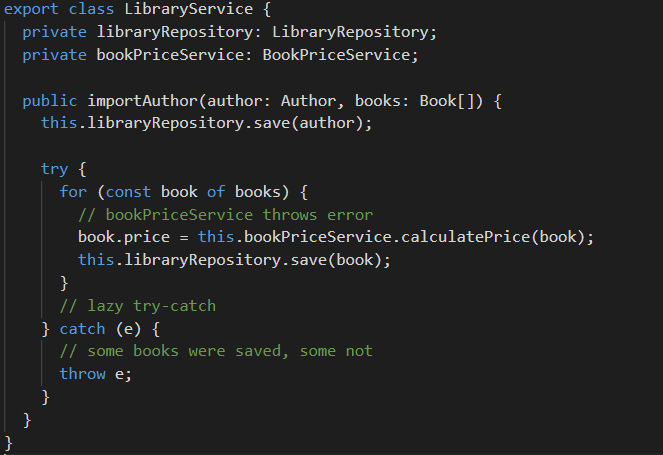 export class LibraryService {
private libraryRepository: LibraryRepository;
private bookPriceService: BookPriceService;
public importAuthor(author: Author, books: Book[]) {
this.libraryRepository.save(author);
try {
for (const book of books) {
// bookPriceService throws error
book.price = this.bookPriceService.calculatePrice(book);
this.libraryRepository.save(book);
}
// lazy try-catch
} catch (e) {
// some books were saved, some not
throw e;
}
}
}